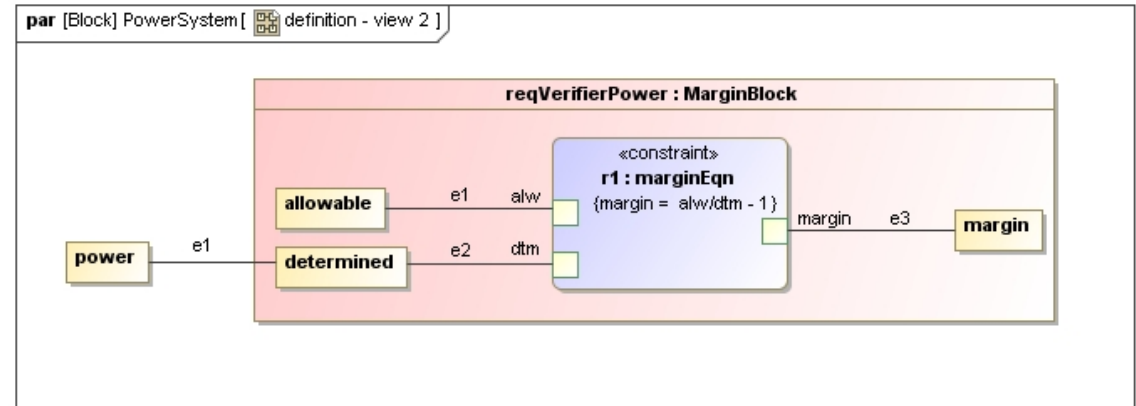 par [Block] PowerSystem [ definition - view 2 ]
reqVerifierPower : MarginBlock
«constraint»
r1 : marginEqn
{margin = alw/dtm - 1}
allowable e1 alw
margin e3 margin
power e1 determined e2 dtm